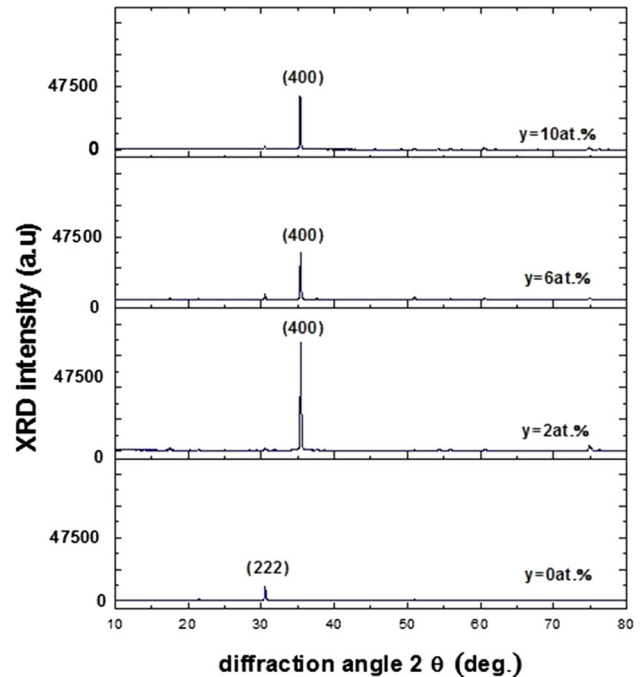 (400)
47500
y=10at.%
0
(400)
47500
y=6at.%
0
(400)
47500
y=2at.%
0
47500
(222)
y=0at.%
0
10 20 30 40 50 60 70 80
XRD intensity (a.u)
diffraction angle 2 θ (deg.)